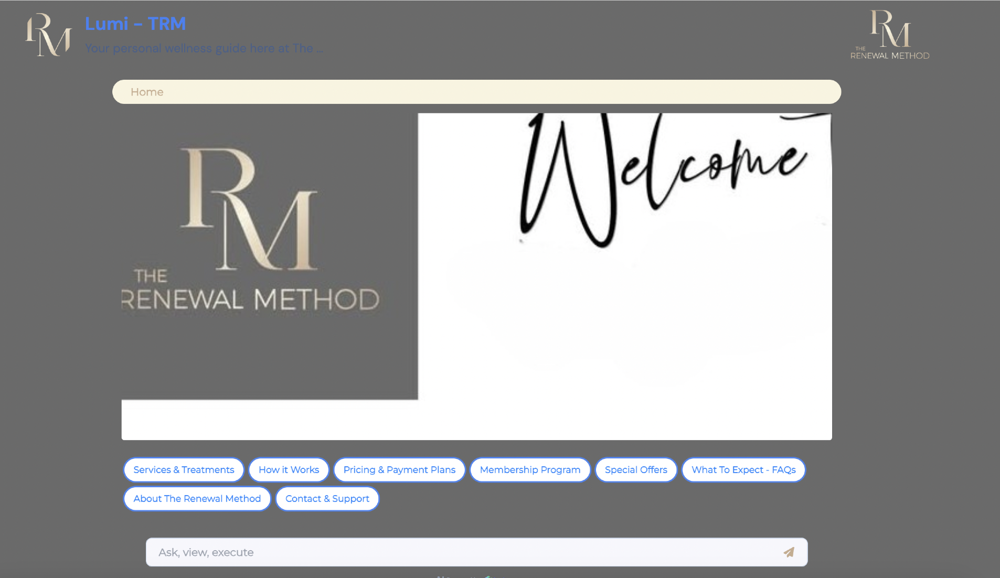 RM
Lumi – TRM
Your personal wellness guide here at The ...
RM
THE
RENEWAL METHOD
Home
Welcome
RM
THE
RENEWAL METHOD
Services & Treatments
How it Works
Pricing & Payment Plans
Membership Program
Special Offers
What To Expect - FAQs
About The Renewal Method
Contact & Support
Ask, view, execute